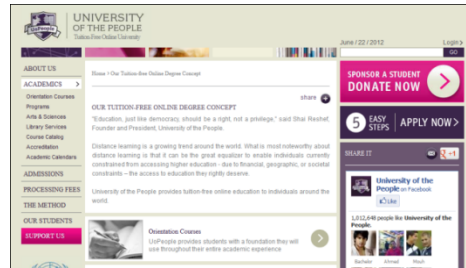 UNIVERSITY
OF THE PEOPLE
Tuition-Free Online University
UoPeople
June / 22 / 2012
Login >
GO
ABOUT US
ACADEMICS >
Orientation Courses
Programs
Arts & Sciences
Library Services
Course Catalog
Accreditation
Academic Calendars
ADMISSIONS
PROCESSING FEES
THE METHOD
OUR STUDENTS
SUPPORT US
Home > Our Tuition-free Online Degree Concept
share
OUR TUITION-FREE ONLINE DEGREE CONCEPT
"Education, just like democracy, should be a right, not a privilege," said Shai Reshef,
Founder and President, University of the People.
Distance learning is a growing trend around the world. What is most noteworthy about
distance learning is that it can be the great equalizer to enable individuals currently
constrained from accessing higher education - due to financial, geographic, or societal
constraints – the access to education they rightly deserve.
University of the People provides tuition-free online education to individuals around the
world.
Orientation Courses
UoPeople provides students with a foundation they will
use throughout their entire academic experience
SPONSOR A STUDENT
DONATE NOW
5 EASY STEPS
APPLY NOW >
SHARE IT
+1
University of the
People on Facebook
Like
1,012,648 people like University of the
People.
Bachelor
Ahmad